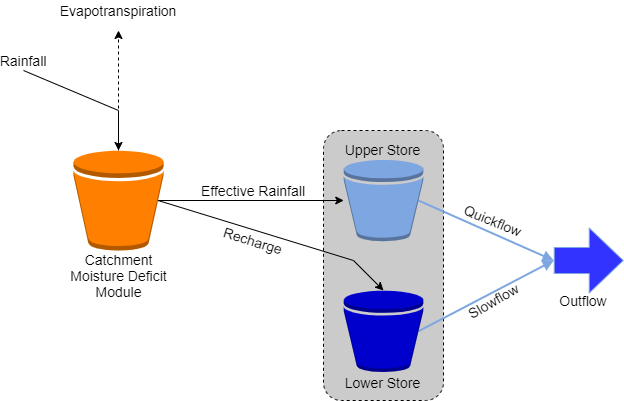 Evapotranspiration
Rainfall
Upper Store
Effective Rainfall
Quickflow
Recharge
Catchment
Moisture Deficit
Module
Outflow
Slowflow
Lower Store